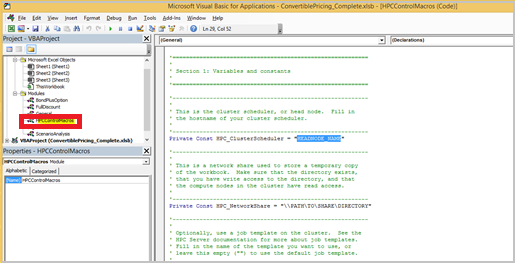 Microsoft Visual Basic for Applications - ConvertiblePricing_Complete.xlsb - [HPCControlMacros (Code)]
File Edit View Insert Format Debug Run Tools Add-Ins Window Help
Ln 29, Col 52
Project - VBAProject
Microsoft Excel Objects
Sheet1 (Sheet1)
Sheet2 (Sheet2)
Sheet3 (Sheet3)
ThisWorkbook
Modules
BondPlusOption
FullDiscount
General
HPCControlMacros
ScenarioAnalysis
VBAProject (ConvertiblePricing_Complete.xlsb)
Properties - HPCControlMacros
HPCControlMacros Module
Alphabetic Categorized
(Name) HPCControlMacros
(General) (Declarations)
'==========================================================
'
' Section 1: Variables and constants
'
'==========================================================
'----------------------------------------------------------
'
' This is the cluster scheduler, or head node. Fill in
' the hostname of your cluster scheduler.
'
'----------------------------------------------------------
Private Const HPC_ClusterScheduler = "HEADNODE_NAME"
'----------------------------------------------------------
'
' This is a network share used to store a temporary copy
' of the workbook. Make sure that the directory exists,
' that you have write access to the directory, and that
' the compute nodes in the cluster have read access.
'
'----------------------------------------------------------
Private Const HPC_NetworkShare = "\\PATH\TO\SHARE\DIRECTORY"
'----------------------------------------------------------
'
' Optionally, use a job template on the cluster. See the
' HPC Server documentation for more about job templates.
' Fill in the name of the template you want to use, or
' leave this empty ("") to use the default job template.
'